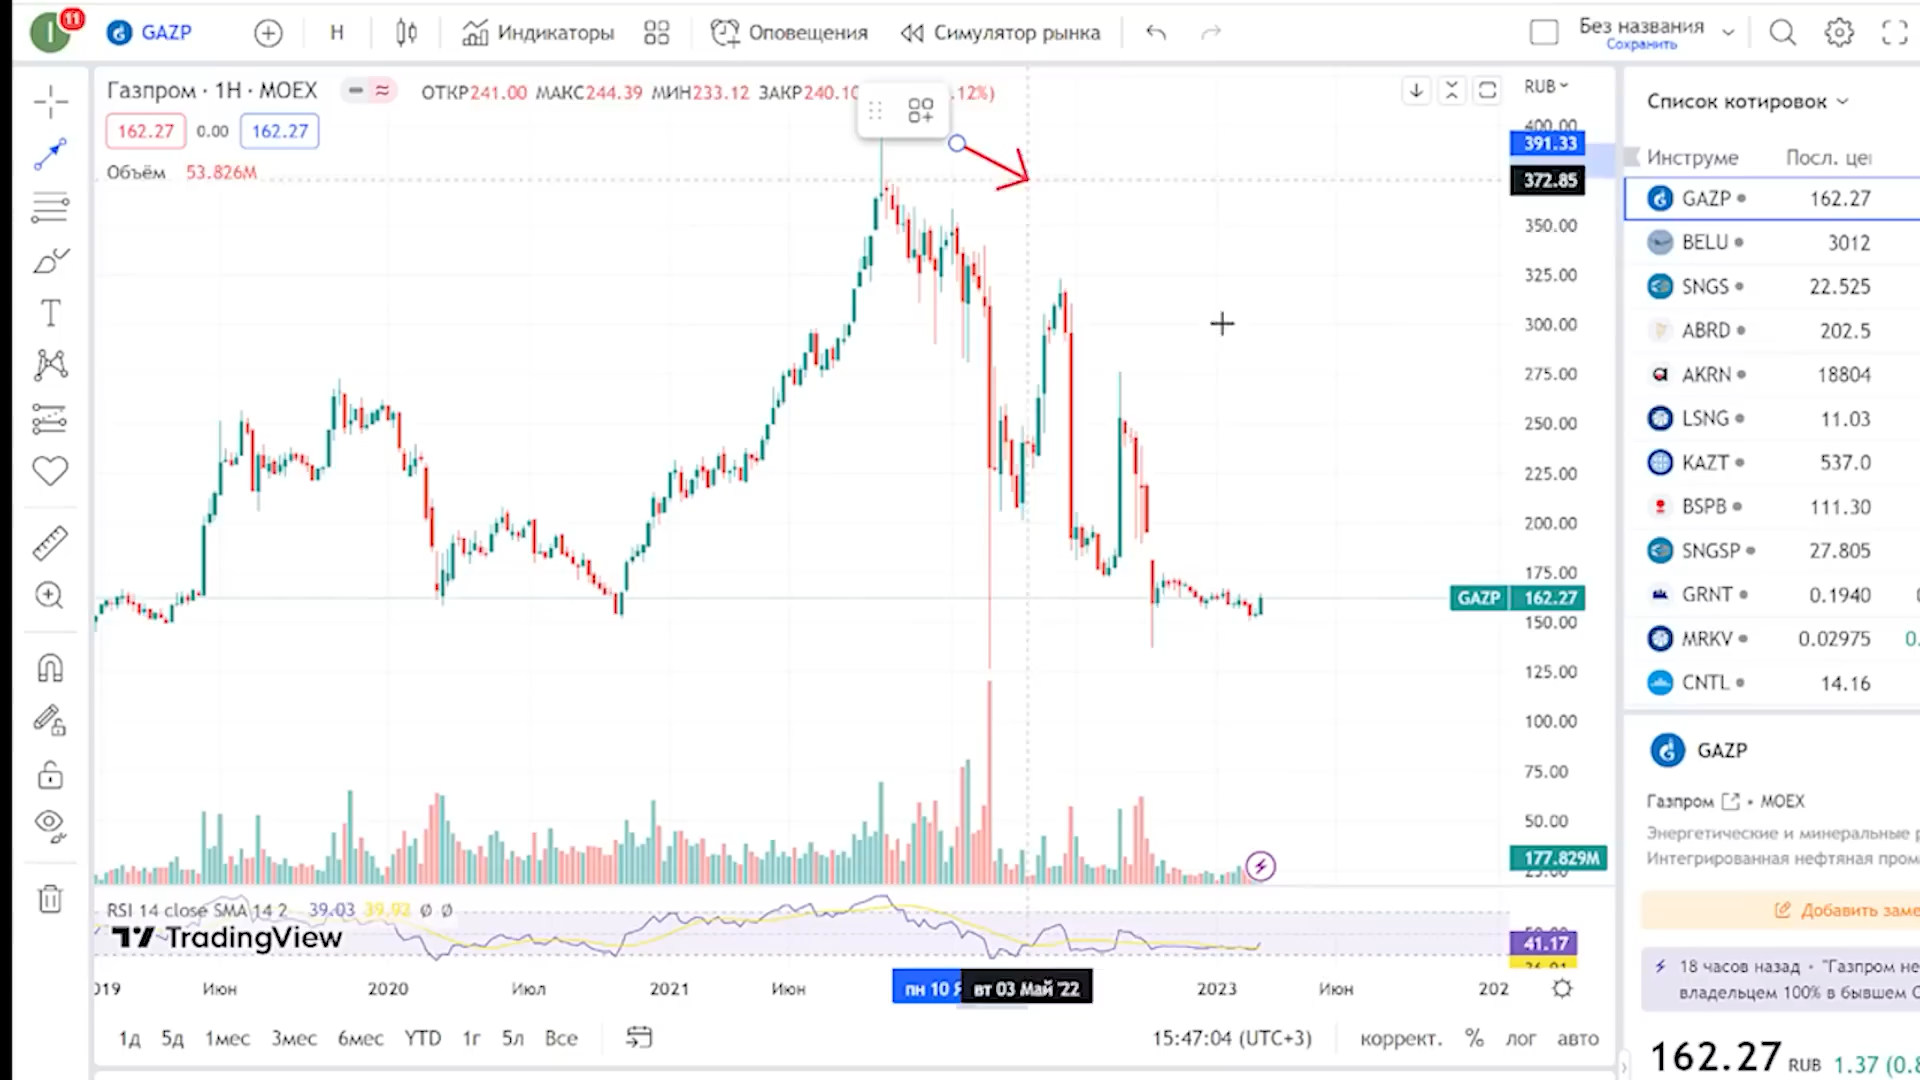 I
11
GAZP
Н
Индикаторы
Оповещения
Симулятор рынка
Без названия
Сохранить
Газпром · 1Н · MOEX
ОТКР241.00 МАКС244.39 МИН233.12 ЗАКР240.10
.12%)
162.27 0.00 162.27
Объём 53.826M
RUB
400.00
391.33
372.85
350.00
325.00
300.00
275.00
250.00
225.00
200.00
175.00
GAZP 162.27
150.00
125.00
100.00
75.00
50.00
177.829M
25.00
RSI 14 close SMA 14 2 39.03 39.92 Ø Ø
TradingView
41.17
2019 Июн 2020 Июл 2021 Июн пн 10 вт 03 Май '22 2023 Июн 202
1д 5д 1мес 3мес 6мес YTD 1г 5л Все
15:47:04 (UTC+3) коррект. % лог авто
Список котировок
Инструме Посл. це
GAZP 162.27
BELU 3012
SNGS 22.525
ABRD 202.5
AKRN 18804
LSNG 11.03
KAZT 537.0
BSPB 111.30
SNGSP 27.805
GRNT 0.1940
MRKV 0.02975 0.
CNTL 14.16
GAZP
Газпром • MOEX
Энергетические и минеральные р
Интегрированная нефтяная пром
Добавить заме
18 часов назад • "Газпром не
владельцем 100% в бывшем
162.27 RUB 1.37 (0.8